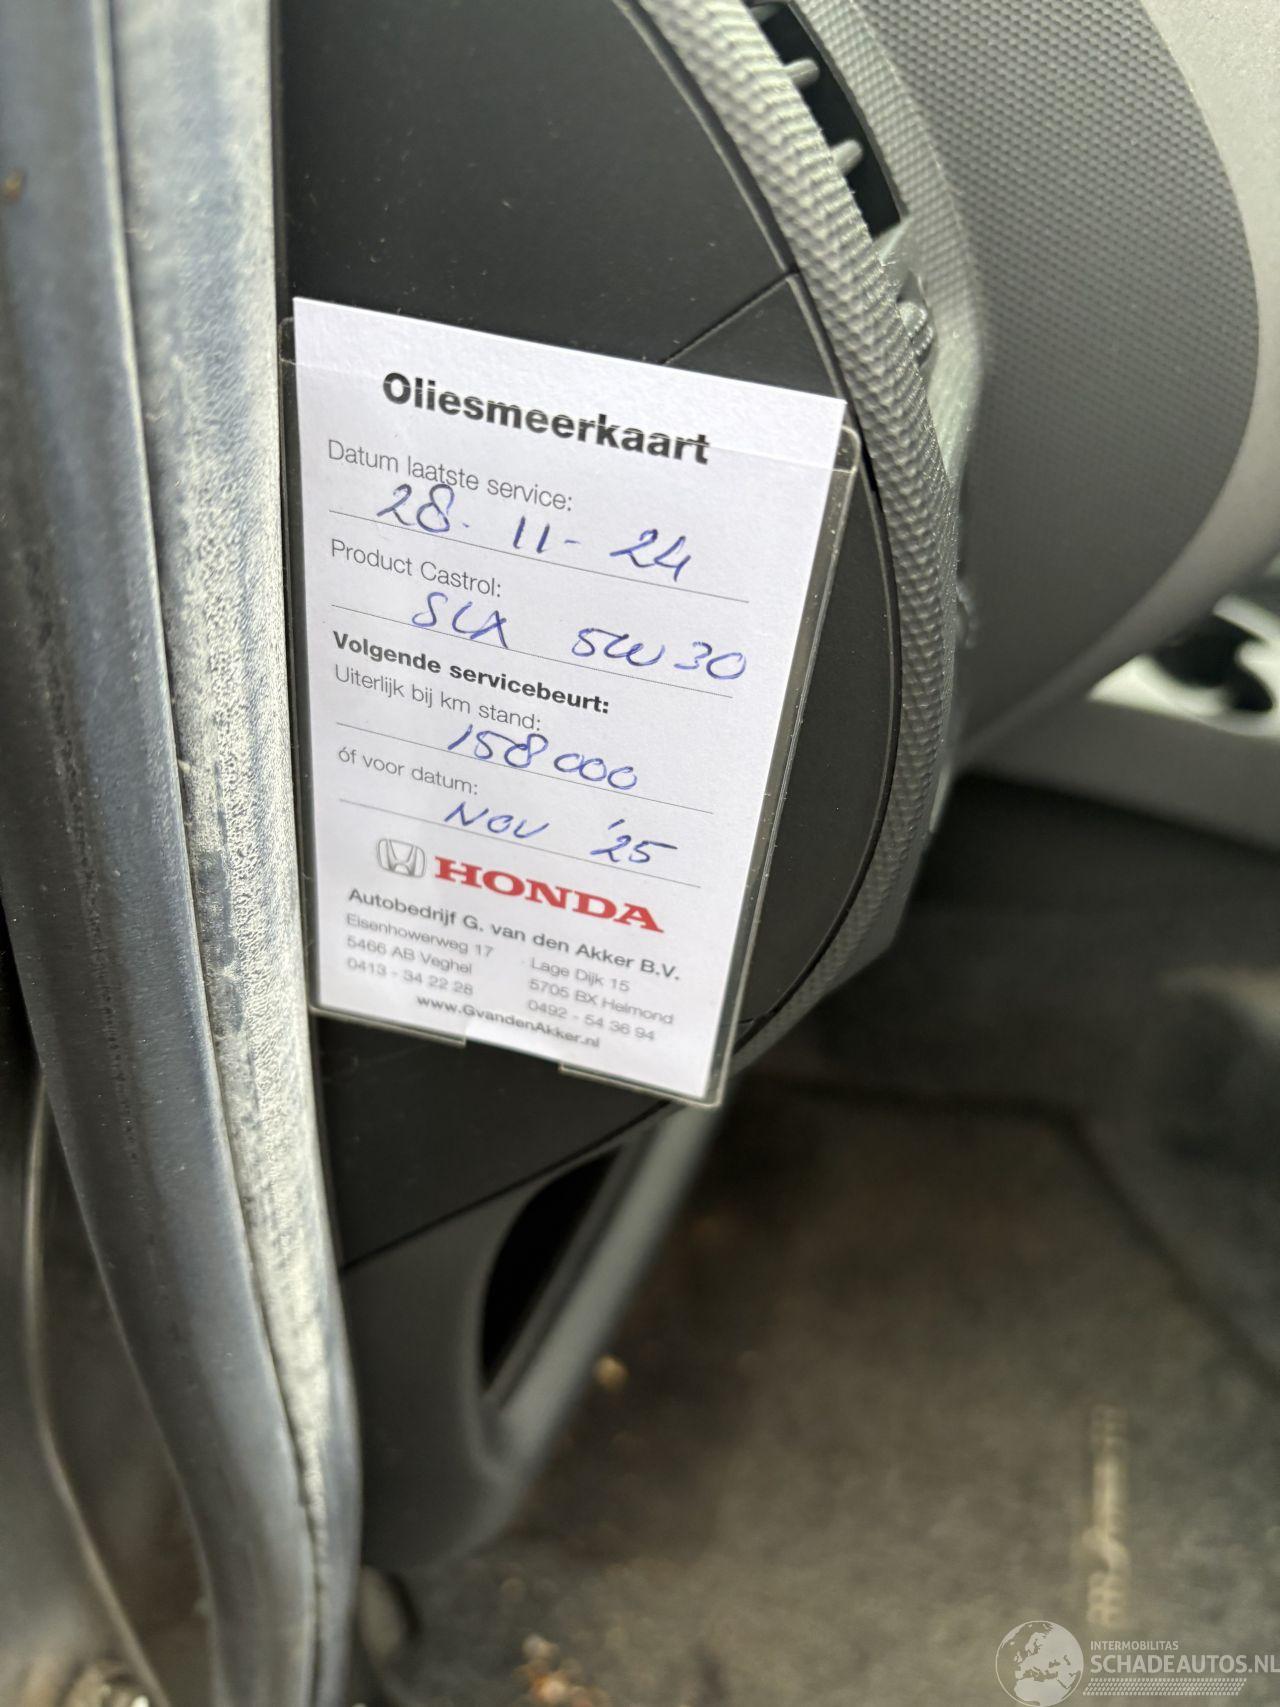 Oliesmeerkaart
Datum laatste service:
28-11-24
Product Castrol:
SLX 5W30
Volgende servicebeurt:
Uiterlijk bij km stand:
158000
óf voor datum:
NOV '25
HONDA
Autobedrijf G. van den Akker B.V.
Eisenhowerweg 17
5466 AB Veghel
0413 - 34 22 28
Lage Dijk 15
5705 BX Helmond
0492 - 54 36 94
www.GvandenAkker.nl
INTERMOBILITAS
SCHADEAUTOS.NL